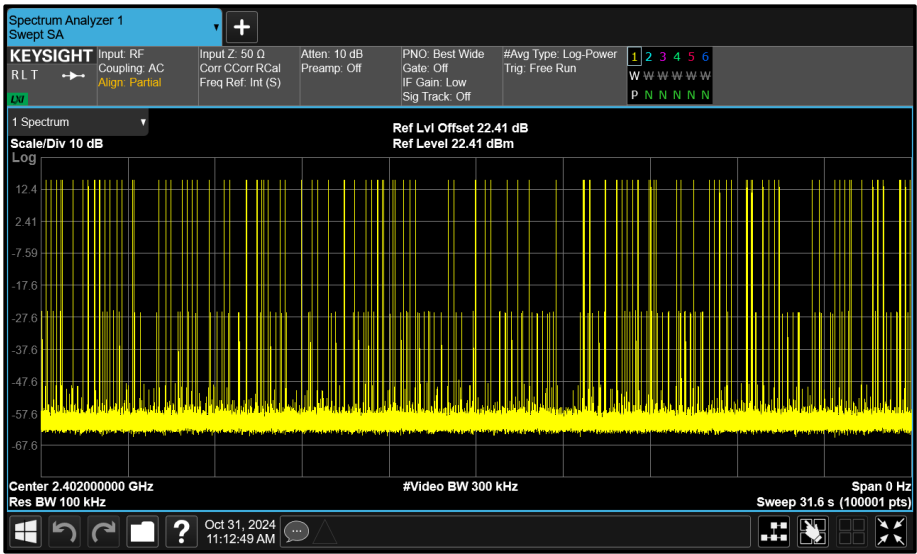 Spectrum Analyzer 1
Swept SA
KEYSIGHT
RLT
LXI
Input: RF
Coupling: AC
Align: Partial
Input Z: 50 Ω
Corr CCorr RCal
Freq Ref: Int (S)
Atten: 10 dB
Preamp: Off
PNO: Best Wide
Gate: Off
IF Gain: Low
Sig Track: Off
#Avg Type: Log-Power
Trig: Free Run
1 2 3 4 5 6
W W W W W W
P N N N N N
1 Spectrum
Scale/Div 10 dB
Ref Lvl Offset 22.41 dB
Ref Level 22.41 dBm
Log
12.4
2.41
-7.59
-17.6
-27.6
-37.6
-47.6
-57.6
-67.6
Center 2.402000000 GHz
#Video BW 300 kHz
Span 0 Hz
Res BW 100 kHz
Sweep 31.6 s (100001 pts)
?
Oct 31, 2024
11:12:49 AM